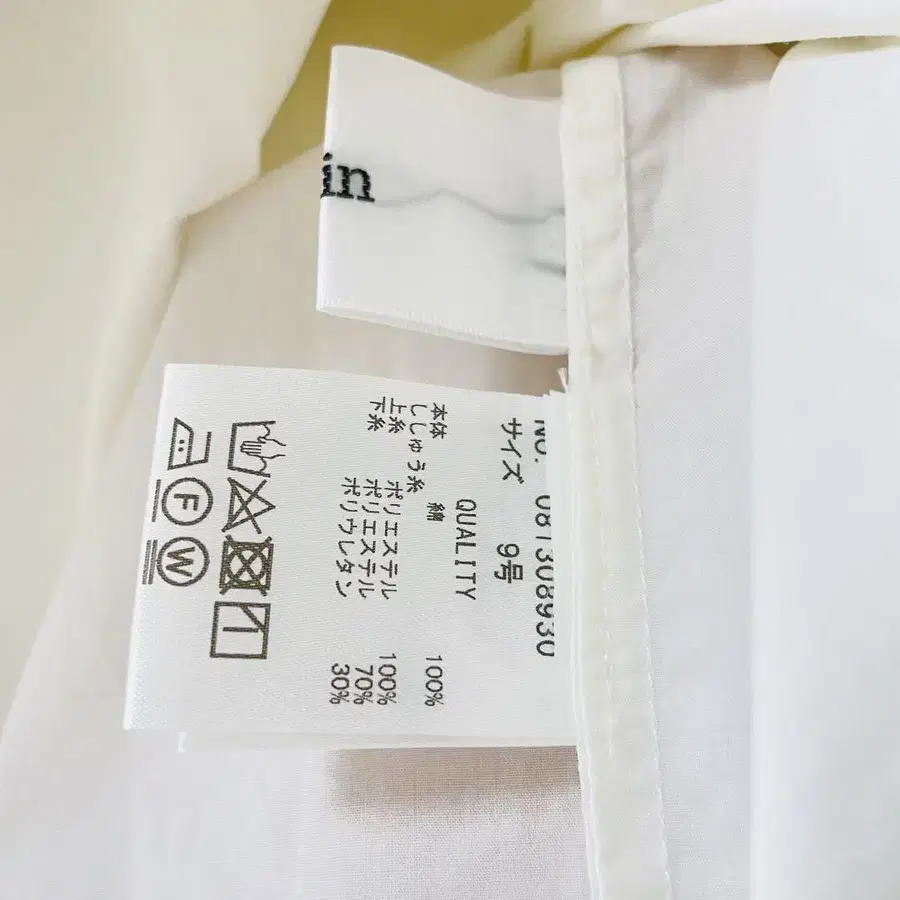 in
No. 081308930
サイズ 9号
QUALITY
本体 綿 100%
ししゅう糸
上糸 ポリエステル 100%
下糸 ポリエステル 70%
ポリウレタン 30%
F
W